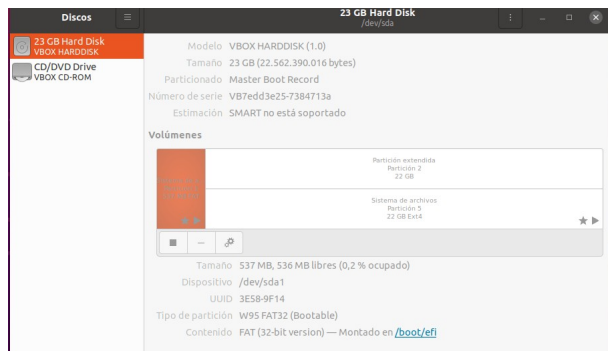 Discos
23 GB Hard Disk
/dev/sda
23 GB Hard Disk
VBOX HARDDISK
CD/DVD Drive
VBOX CD-ROM
Modelo VBOX HARDDISK (1.0)
Tamaño 23 GB (22.562.390.016 bytes)
Particionado Master Boot Record
Número de serie VB7edd3e25-7384713a
Estimación SMART no está soportado
Volúmenes
Partición extendida
Partición 2
22 GB
Sistema de archivos
Partición 5
22 GB Ext4
Tamaño 537 MB, 536 MB libres (0,2 % ocupado)
Dispositivo /dev/sda1
UUID 3E58-9F14
Tipo de partición W95 FAT32 (Bootable)
Contenido FAT (32-bit version) — Montado en /boot/efi